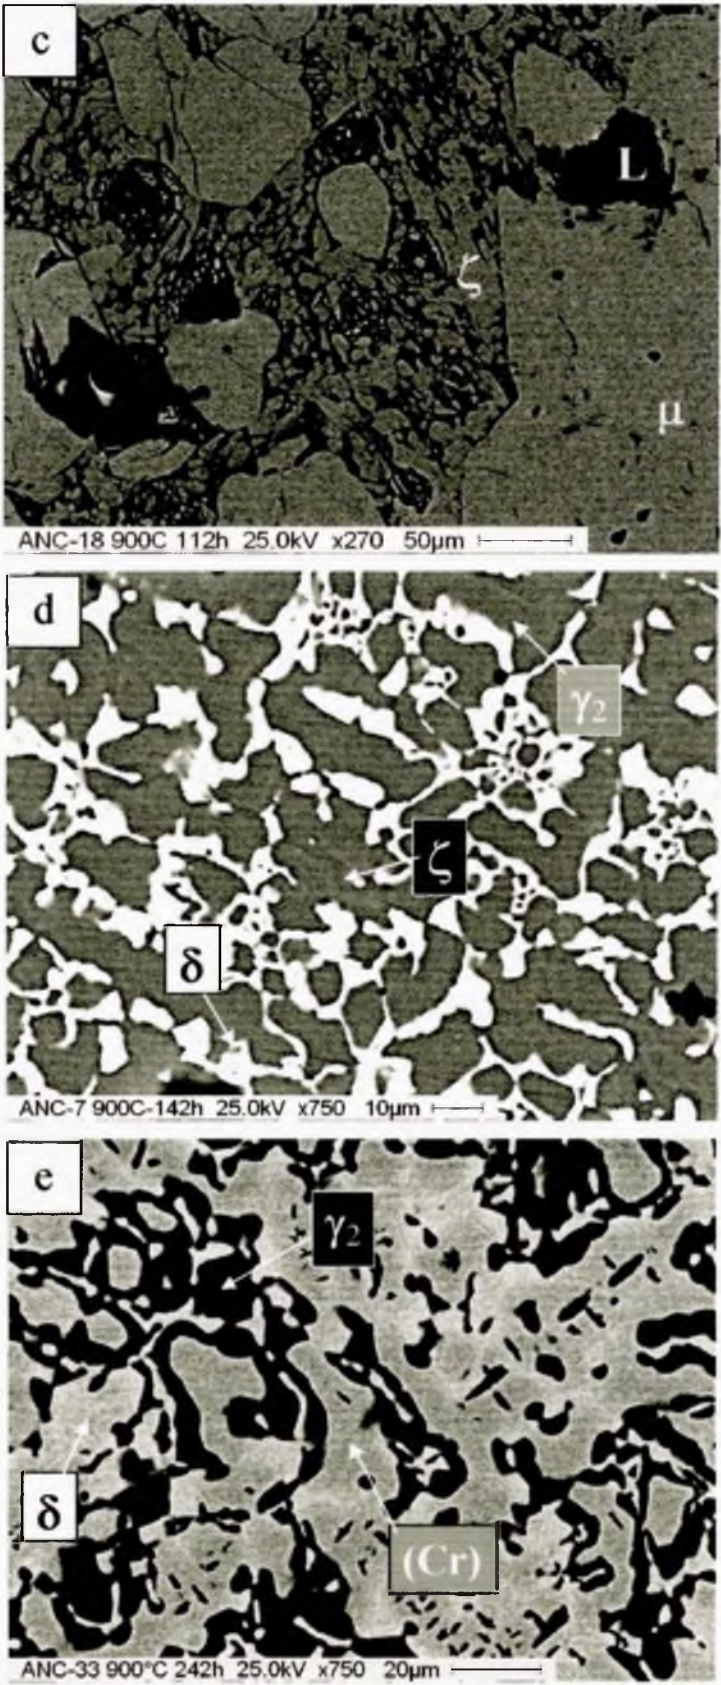 c
L
ζ
μ
ANC-18 900C 112h 25.0kV x270 50μm
d
γ₂
ζ
δ
ANC-7 900C-142h 25.0kV x750 10μm
e
γ₂
δ
(Cr)
ANC-33 900°C 242h 25.0kV x750 20μm